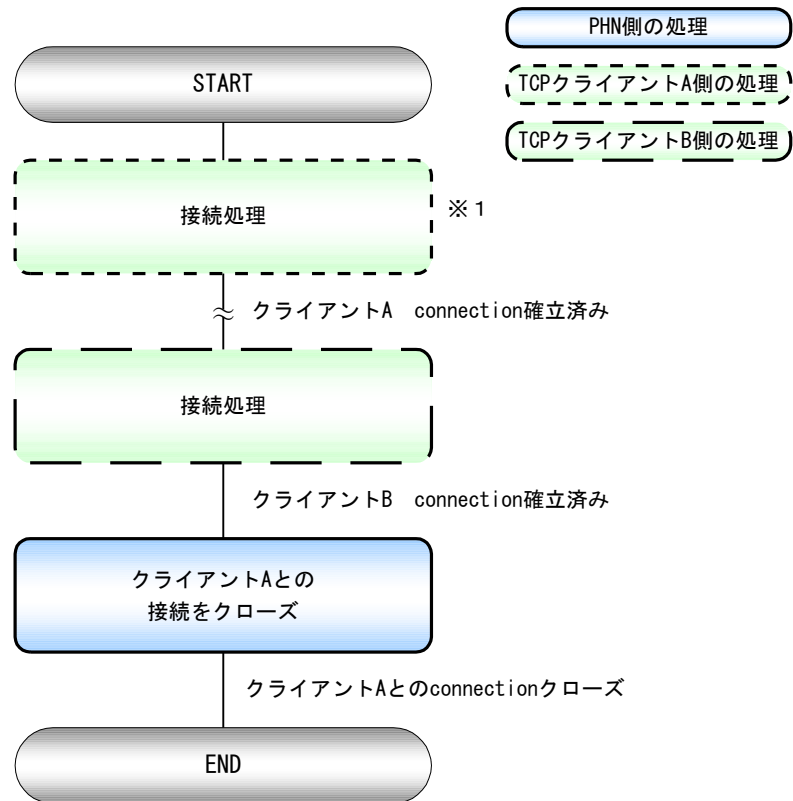 PHN側の処理
START
TCPクライアントA側の処理
TCPクライアントB側の処理
接続処理
※１
クライアントA　connection確立済み
接続処理
クライアントB　connection確立済み
クライアントAとの
接続をクローズ
クライアントAとのconnectionクローズ
END